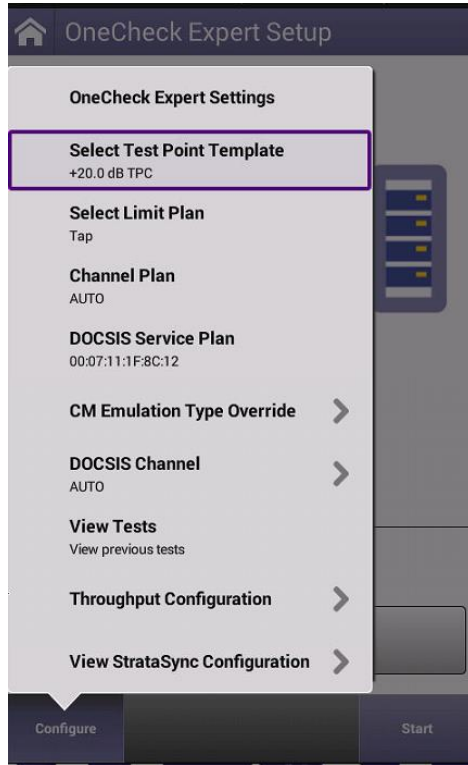 OneCheck Expert Setup
OneCheck Expert Settings
Select Test Point Template
+20.0 dB TPC
Select Limit Plan
Tap
Channel Plan
AUTO
DOCSIS Service Plan
00:07:11:1F:8C:12
CM Emulation Type Override
DOCSIS Channel
AUTO
View Tests
View previous tests
Throughput Configuration
View StrataSync Configuration
Configure
Start